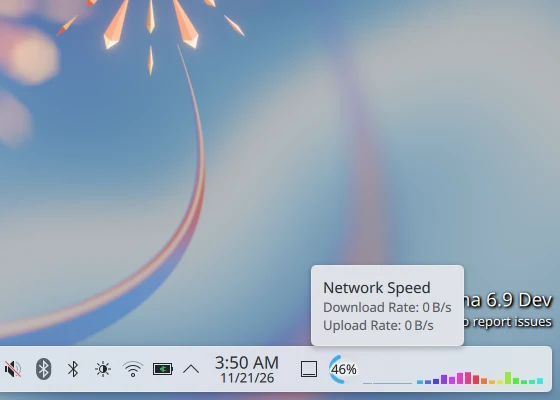 Network Speed
Download Rate: 0 B/s
Upload Rate: 0 B/s
6.9 Dev
report issues
3:50 AM
11/21/26
46%